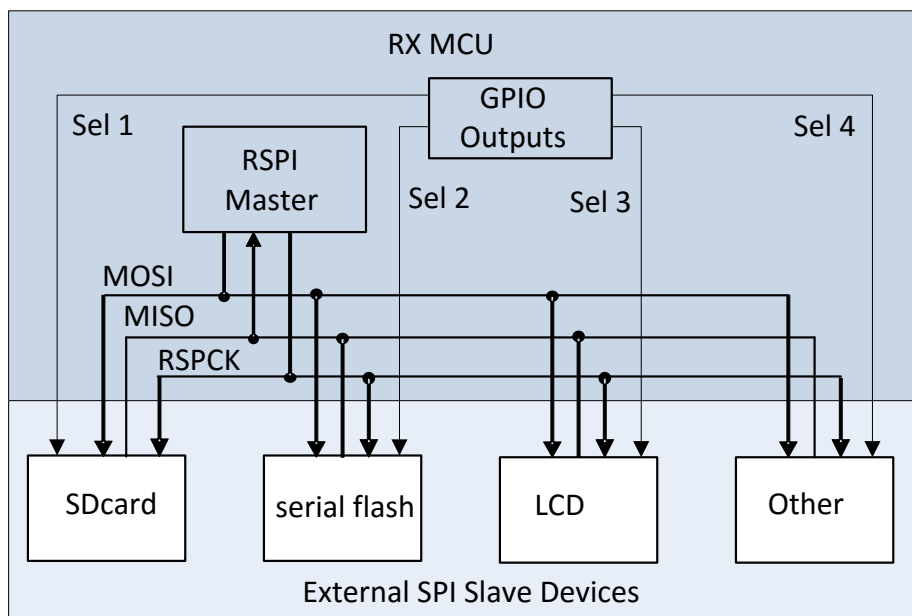 RX MCU
GPIO
Outputs
Sel 1
Sel 4
RSPI
Master
Sel 2
Sel 3
MOSI
MISO
RSPCK
SDcard
serial flash
LCD
Other
External SPI Slave Devices